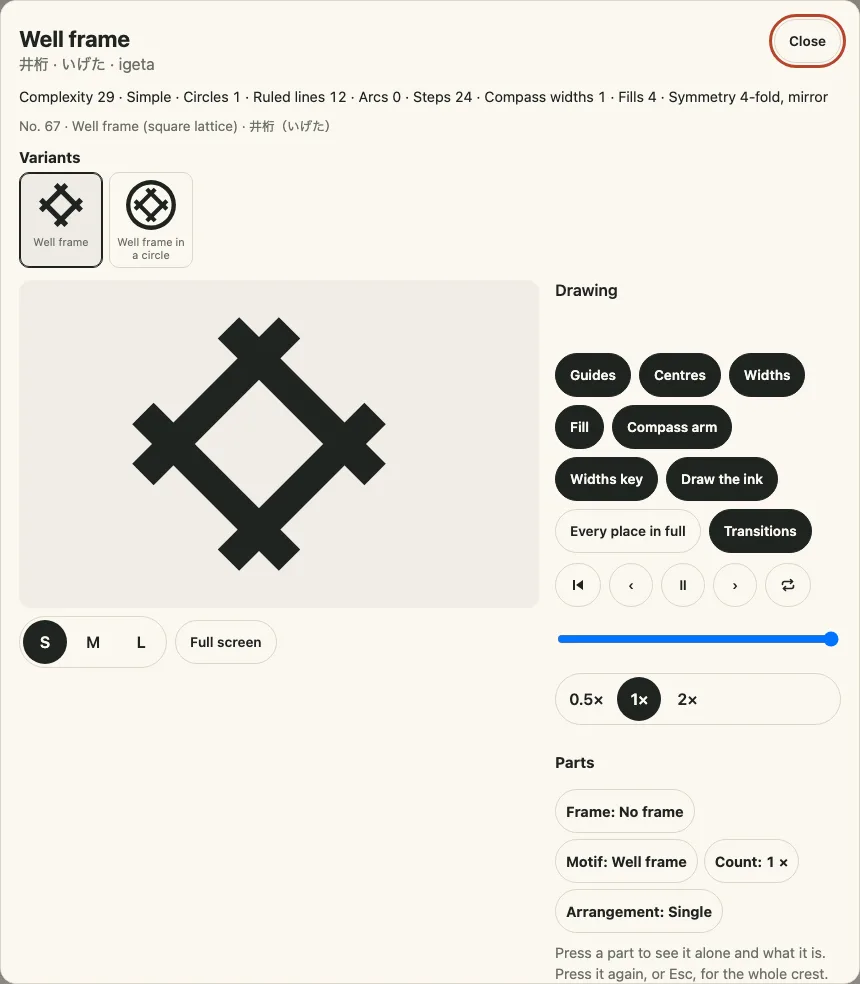 Well frame
Close
井桁 · いげた · igeta
Complexity 29 · Simple · Circles 1 · Ruled lines 12 · Arcs 0 · Steps 24 · Compass widths 1 · Fills 4 · Symmetry 4-fold, mirror
No. 67 · Well frame (square lattice) · 井桁（いげた）
Variants
Well frame
Well frame in
a circle
Drawing
Guides
Centres
Widths
Fill
Compass arm
Widths key
Draw the ink
Every place in full
Transitions
S
M
L
Full screen
0.5×
1×
2×
Parts
Frame: No frame
Motif: Well frame
Count: 1 ×
Arrangement: Single
Press a part to see it alone and what it is.
Press it again, or Esc, for the whole crest.